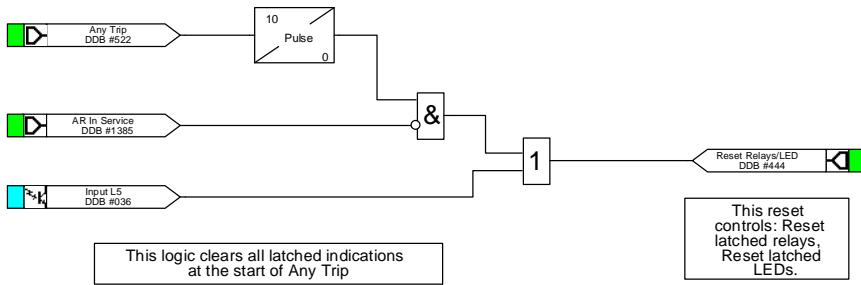 Any Trip
DDB #522
10
Pulse
0
AR In Service
DDB #1385
&
1
Reset Relays/LED
DDB #444
Input L5
DDB #036
This logic clears all latched indications
at the start of Any Trip
This reset
controls: Reset
latched relays,
Reset latched
LEDs.